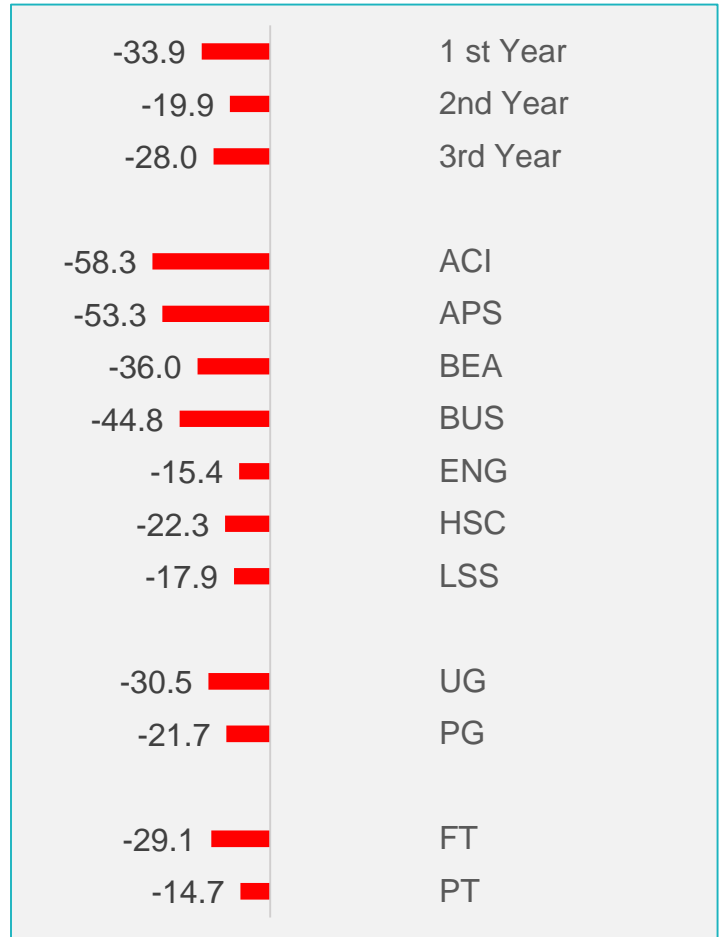 -33.9 1 st Year
-19.9 2nd Year
-28.0 3rd Year
-58.3 ACI
-53.3 APS
-36.0 BEA
-44.8 BUS
-15.4 ENG
-22.3 HSC
-17.9 LSS
-30.5 UG
-21.7 PG
-29.1 FT
-14.7 PT